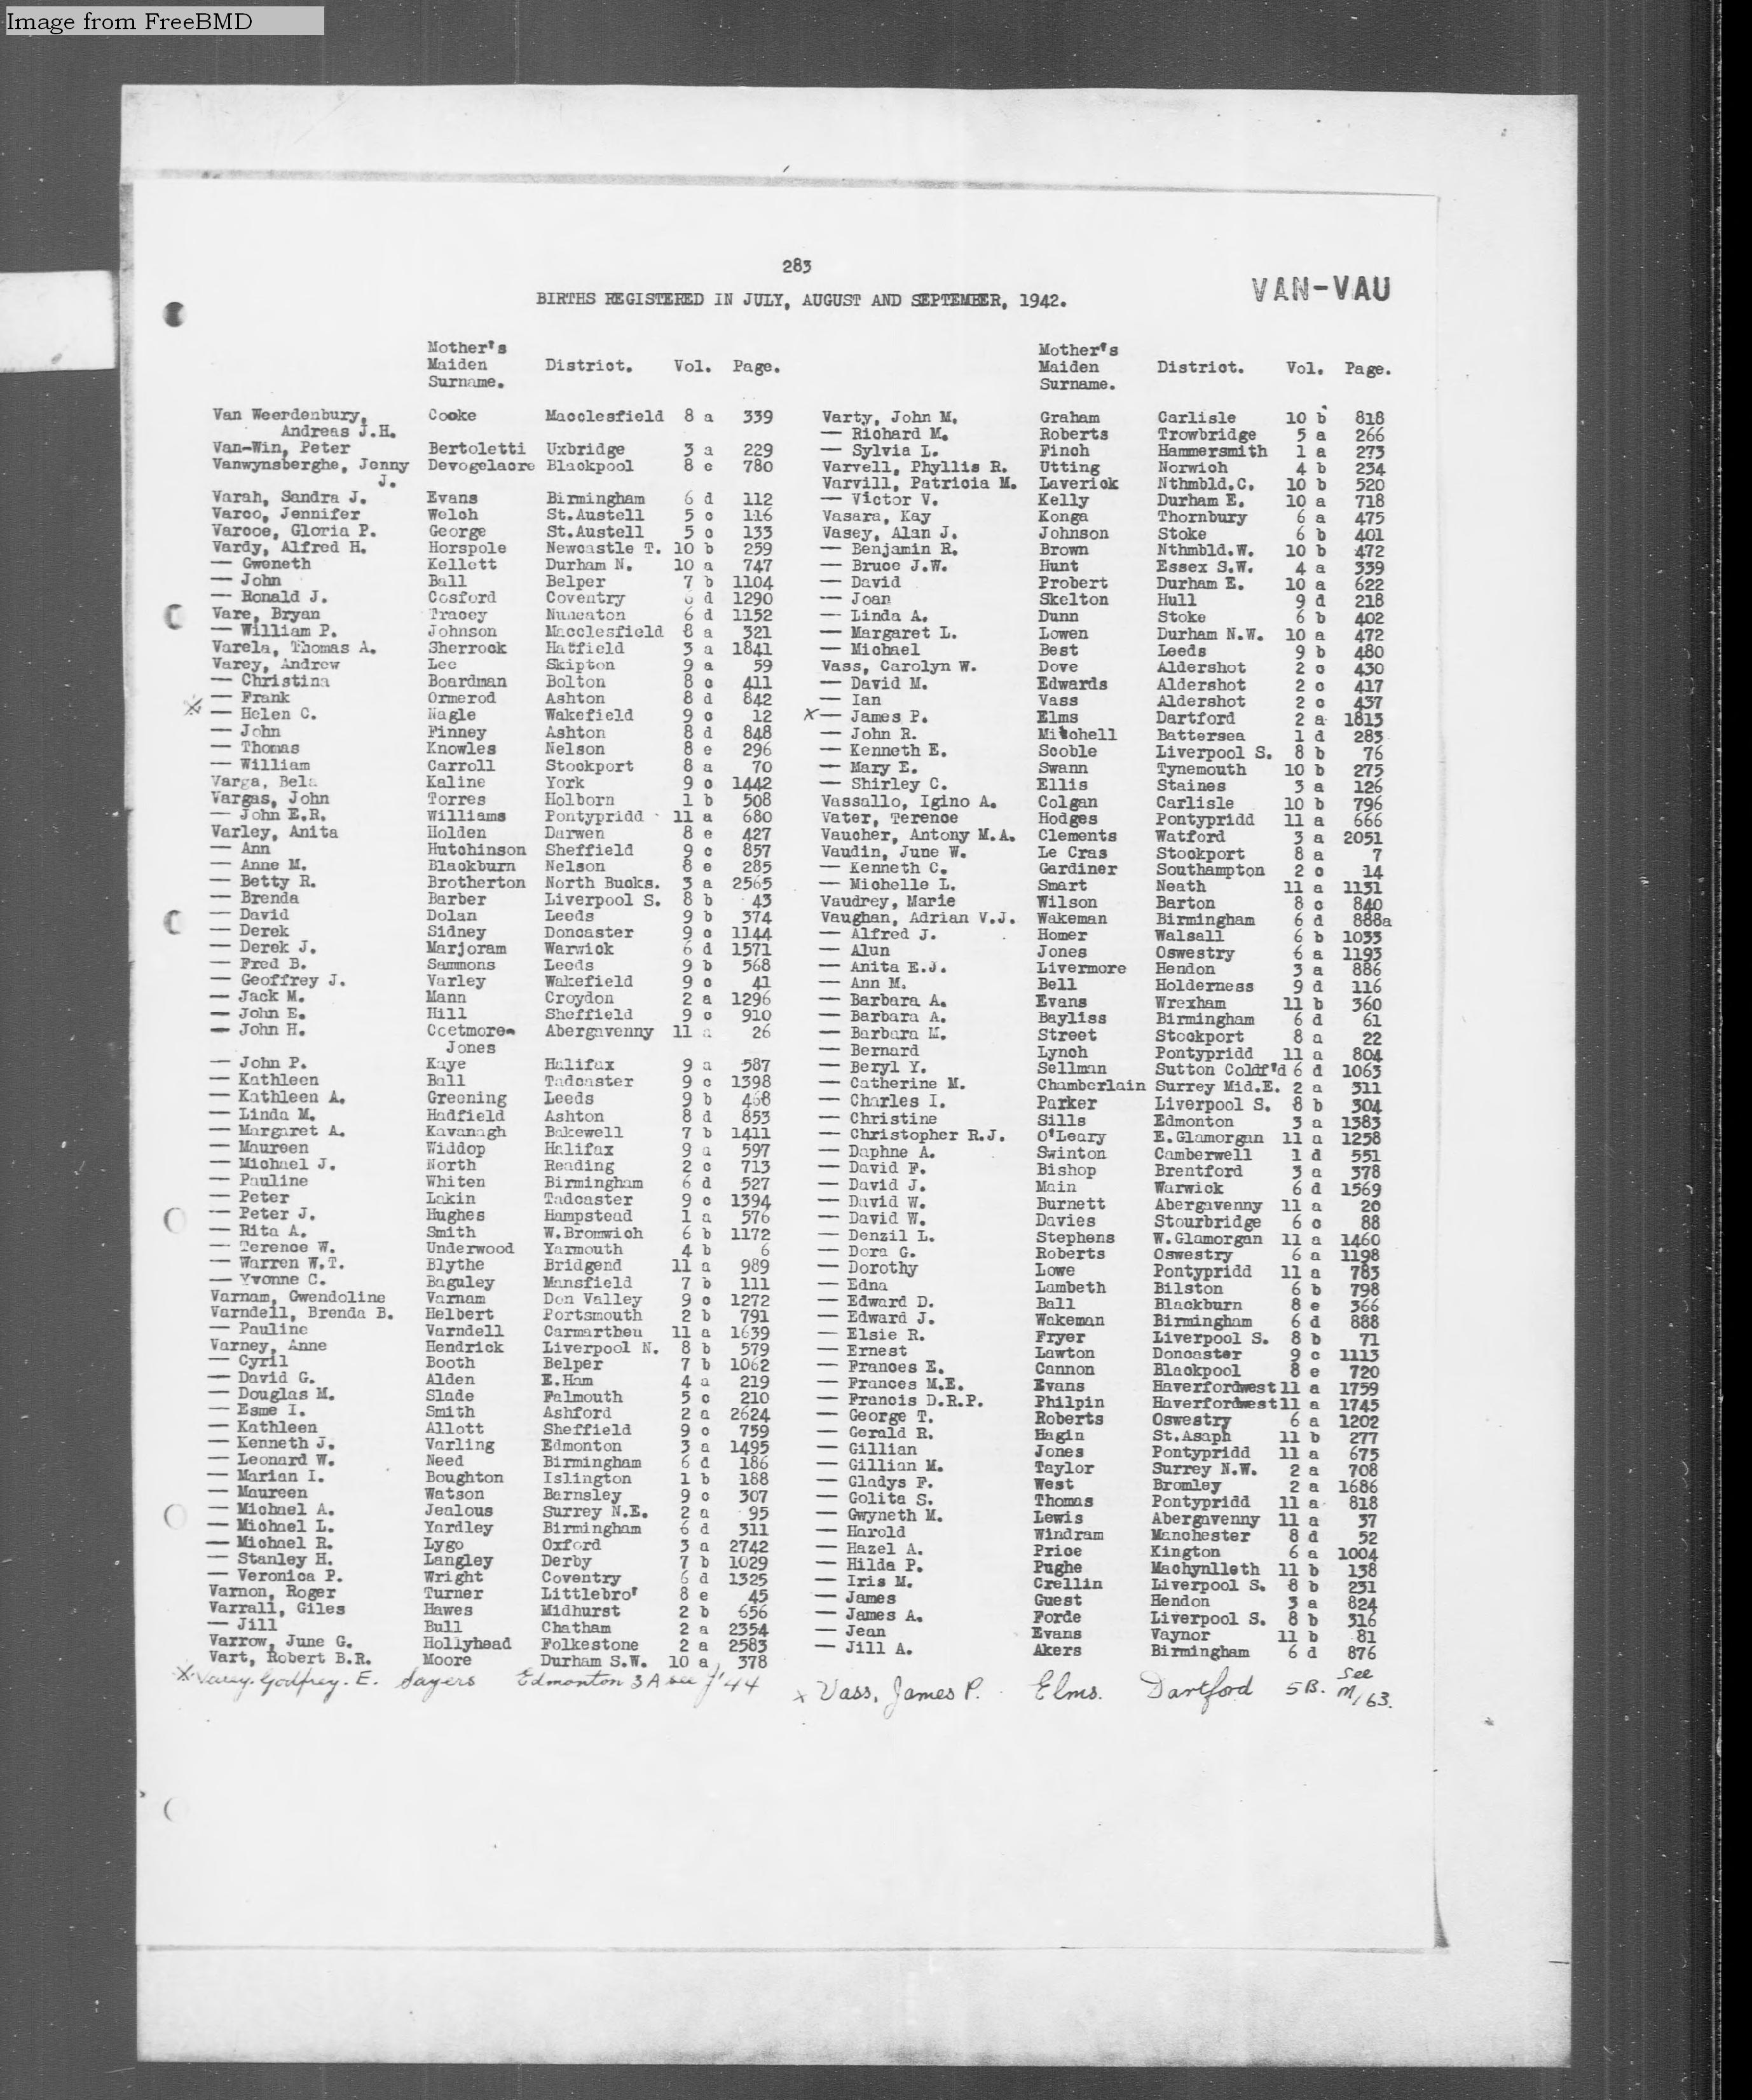 Image from FreeBMD
283
BIRTHS REGISTERED IN JULY, AUGUST AND SEPTEMBER, 1942.
VAN-VAU
Mother's
Maiden District. Vol. Page.
Surname.
Van Weerdenbury, Cooke Macclesfield 8 a 339
Andreas J.H.
Van-Win, Peter Bertoletti Uxbridge 3 a 229
Vanwynsberghe, Jenny Devogelaere Blackpool 8 e 780
J.
Varah, Sandra J. Evans Birmingham 6 d 112
Varco, Jennifer Welch St.Austell 5 c 116
Varcoe, Gloria P. George St.Austell 5 c 133
Vardy, Alfred H. Horspole Newcastle T. 10 b 259
— Gweneth Kellett Durham N. 10 a 747
— John Ball Belper 7 b 1104
— Ronald J. Cosford Coventry 6 d 1290
Vare, Bryan Tracey Nuneaton 6 d 1152
— William P. Johnson Macclesfield 8 a 321
Varela, Thomas A. Sherrock Hatfield 3 a 1841
Varey, Andrew Lee Skipton 9 a 59
— Christina Boardman Bolton 8 c 411
— Frank Ormerod Ashton 8 d 842
— Helen C. Nagle Wakefield 9 c 12
— John Finney Ashton 8 d 848
— Thomas Knowles Nelson 8 e 296
— William Carroll Stockport 8 a 70
Varga, Bela Kaline York 9 c 1442
Vargas, John Torres Holborn 1 b 508
— John E.R. Williams Pontypridd 11 a 680
Varley, Anita Holden Darwen 8 e 427
— Ann Hutchinson Sheffield 9 c 857
— Anne M. Blackburn Nelson 8 e 285
— Betty R. Brotherton North Bucks. 3 a 2565
— Brenda Barber Liverpool S. 8 b 43
— David Dolan Leeds 9 b 374
— Derek Sidney Doncaster 9 c 1144
— Derek J. Marjoram Warwick 6 d 1571
— Fred B. Sammons Leeds 9 b 568
— Geoffrey J. Varley Wakefield 9 c 41
— Jack M. Mann Croydon 2 a 1296
— John E. Hill Sheffield 9 c 910
— John H. Coetmore- Abergavenny 11 a 26
Jones
— John P. Kaye Halifax 9 a 587
— Kathleen Ball Tadcaster 9 c 1398
— Kathleen A. Greening Leeds 9 b 468
— Linda M. Hadfield Ashton 8 d 853
— Margaret A. Kavanagh Bakewell 7 b 1411
— Maureen Widdop Halifax 9 a 597
— Michael J. North Reading 2 c 713
— Pauline Whiten Birmingham 6 d 527
— Peter Lakin Tadcaster 9 c 1394
— Peter J. Hughes Hampstead 1 a 576
— Rita A. Smith W.Bromwich 6 b 1172
— Terence W. Underwood Yarmouth 4 b 6
— Warren W.T. Blythe Bridgend 11 a 989
— Yvonne C. Baguley Mansfield 7 b 111
Varnam, Gwendoline Varnam Don Valley 9 c 1272
Varndell, Brenda B. Helbert Portsmouth 2 b 791
— Pauline Varndell Carmarthen 11 a 1639
Varney, Anne Hendrick Liverpool N. 8 b 579
— Cyril Booth Belper 7 b 1062
— David G. Alden E.Ham 4 a 219
— Douglas M. Slade Falmouth 5 c 210
— Esme I. Smith Ashford 2 a 2624
— Kathleen Allott Sheffield 9 c 759
— Kenneth J. Varling Edmonton 3 a 1495
— Leonard W. Need Birmingham 6 d 186
— Marian I. Boughton Islington 1 b 188
— Maureen Watson Barnsley 9 c 307
— Michael A. Jealous Surrey N.E. 2 a 95
— Michael L. Yardley Birmingham 6 d 311
— Michael R. Lygo Oxford 3 a 2742
— Stanley H. Langley Derby 7 b 1029
— Veronica P. Wright Coventry 6 d 1325
Varnon, Roger Turner Littlebro' 8 e 45
Varrall, Giles Hawes Midhurst 2 b 656
— Jill Bull Chatham 2 a 2354
Varrow, June G. Hollyhead Folkestone 2 a 2583
Vart, Robert B.R. Moore Durham S.W. 10 a 378
X Varey. Godfrey. E. Sayers Edmonton 3 A see J/44
Mother's
Maiden District. Vol. Page.
Surname.
Varty, John M. Graham Carlisle 10 b 818
— Richard M. Roberts Trowbridge 5 a 266
— Sylvia L. Finch Hammersmith 1 a 273
Varvell, Phyllis R. Utting Norwich 4 b 234
Varvill, Patricia M. Laverick Nthmbld.C. 10 b 520
— Victor V. Kelly Durham E. 10 a 718
Vasara, Kay Konga Thornbury 6 a 475
Vasey, Alan J. Johnson Stoke 6 b 401
— Benjamin R. Brown Nthmbld.W. 10 b 472
— Bruce J.W. Hunt Essex S.W. 4 a 339
— David Probert Durham E. 10 a 622
— Joan Skelton Hull 9 d 218
— Linda A. Dunn Stoke 6 b 402
— Margaret L. Lowen Durham N.W. 10 a 472
— Michael Best Leeds 9 b 480
Vass, Carolyn W. Dove Aldershot 2 c 430
— David M. Edwards Aldershot 2 c 417
— Ian Vass Aldershot 2 c 437
X — James P. Elms Dartford 2 a 1813
— John R. Mitchell Battersea 1 d 283
— Kenneth E. Scoble Liverpool S. 8 b 76
— Mary E. Swann Tynemouth 10 b 275
— Shirley C. Ellis Staines 3 a 126
Vassallo, Igino A. Colgan Carlisle 10 b 796
Vater, Terence Hodges Pontypridd 11 a 666
Vaucher, Antony M.A. Clements Watford 3 a 2051
Vaudin, June W. Le Cras Stockport 8 a 7
— Kenneth C. Gardiner Southampton 2 c 14
— Michelle L. Smart Neath 11 a 1131
Vaudrey, Marie Wilson Barton 8 c 840
Vaughan, Adrian V.J. Wakeman Birmingham 6 d 888a
— Alfred J. Homer Walsall 6 b 1033
— Alun Jones Oswestry 6 a 1193
— Anita E.J. Livermore Hendon 3 a 886
— Ann M. Bell Holderness 9 d 116
— Barbara A. Evans Wrexham 11 b 360
— Barbara A. Bayliss Birmingham 6 d 61
— Barbara M. Street Stockport 8 a 22
— Bernard Lynch Pontypridd 11 a 804
— Beryl Y. Sellman Sutton Coldf'd 6 d 1063
— Catherine M. Chamberlain Surrey Mid.E. 2 a 311
— Charles I. Parker Liverpool S. 8 b 304
— Christine Sills Edmonton 3 a 1383
— Christopher R.J. O'Leary E.Glamorgan 11 a 1258
— Daphne A. Swinton Camberwell 1 d 551
— David F. Bishop Brentford 3 a 378
— David J. Main Warwick 6 d 1569
— David W. Burnett Abergavenny 11 a 20
— David W. Davies Stourbridge 6 c 88
— Denzil L. Stephens W.Glamorgan 11 a 1460
— Dora G. Roberts Oswestry 6 a 1198
— Dorothy Lowe Pontypridd 11 a 783
— Edna Lambeth Bilston 6 b 798
— Edward D. Ball Blackburn 8 e 366
— Edward J. Wakeman Birmingham 6 d 888
— Elsie R. Fryer Liverpool S. 8 b 71
— Ernest Lawton Doncaster 9 c 1113
— Frances E. Cannon Blackpool 8 e 720
— Frances M.E. Evans Haverfordwest 11 a 1759
— Francis D.R.P. Philpin Haverfordwest 11 a 1745
— George T. Roberts Oswestry 6 a 1202
— Gerald R. Hagin St.Asaph 11 b 277
— Gillian Jones Pontypridd 11 a 675
— Gillian M. Taylor Surrey N.W. 2 a 708
— Gladys F. West Bromley 2 a 1686
— Golita S. Thomas Pontypridd 11 a 818
— Gwyneth M. Lewis Abergavenny 11 a 37
— Harold Windram Manchester 8 d 52
— Hazel A. Price Kington 6 a 1004
— Hilda P. Pughe Machynlleth 11 b 138
— Iris M. Crellin Liverpool S. 8 b 231
— James Guest Hendon 3 a 824
— James A. Forde Liverpool S. 8 b 316
— Jean Evans Vaynor 11 b 81
— Jill A. Akers Birmingham 6 d 876
x Vass, James P. Elms. Dartford 5B. see
M/63.